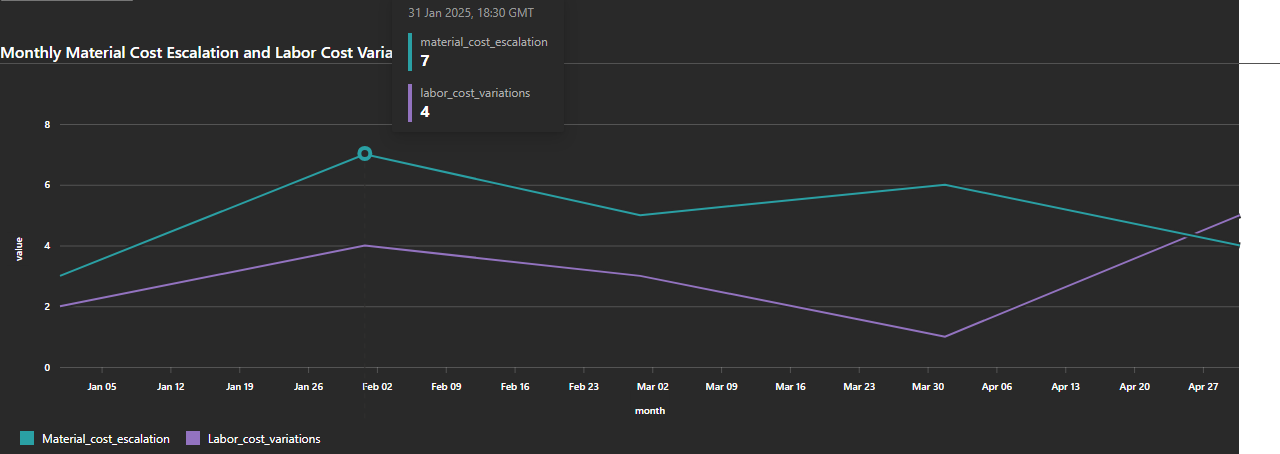 31 Jan 2025, 18:30 GMT
material_cost_escalation
7
labor_cost_variations
4
Monthly Material Cost Escalation and Labor Cost Varia
8
6
4
2
0
value
Jan 05 Jan 12 Jan 19 Jan 26 Feb 02 Feb 09 Feb 16 Feb 23 Mar 02 Mar 09 Mar 16 Mar 23 Mar 30 Apr 06 Apr 13 Apr 20 Apr 27
month
Material_cost_escalation Labor_cost_variations